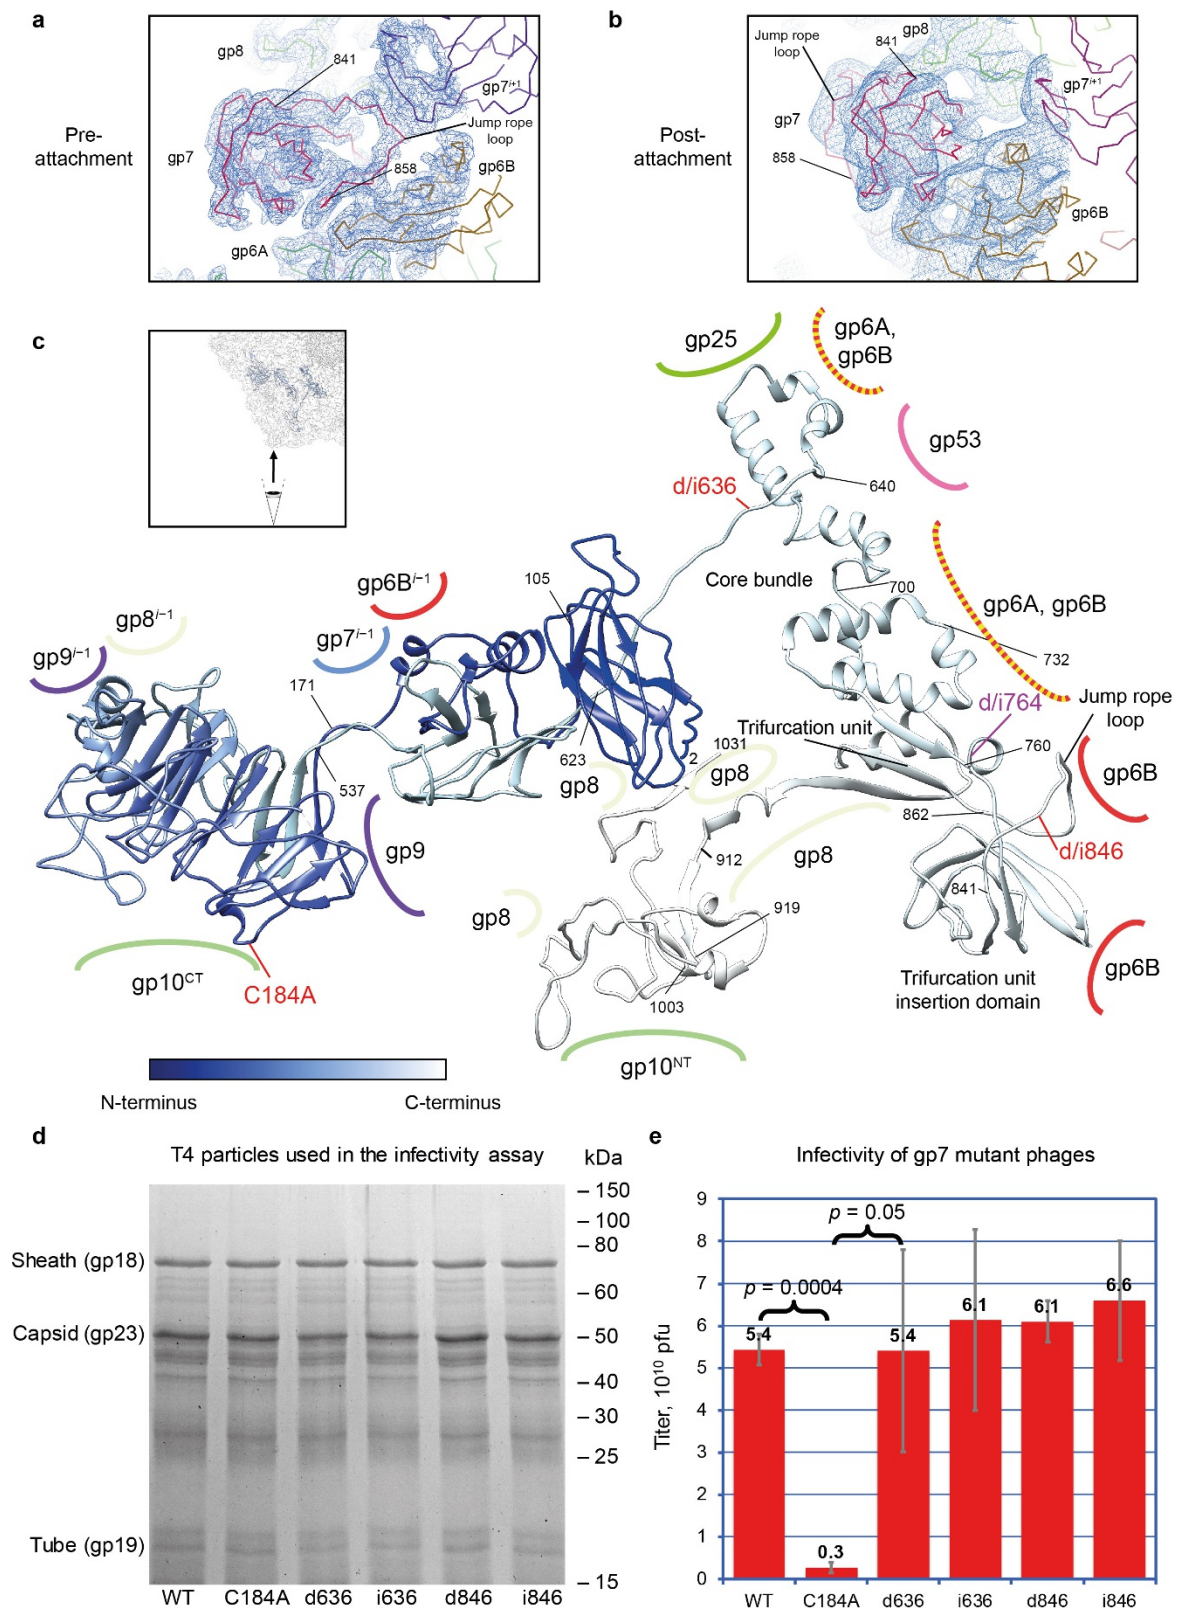 a
gp8
841
gp7ⁱ⁺¹
Pre-
attachment
gp7
Jump rope
loop
gp6B
858
gp6A
b
Jump rope
loop
gp8
841
gp7ⁱ⁺¹
Post-
attachment
gp7
858
gp6B
c
gp25
gp6A,
gp6B
gp53
d/i636
640
gp6Bⁱ⁻¹
105
Core bundle
700
gp6A, gp6B
gp8ⁱ⁻¹
gp7ⁱ⁻¹
gp9ⁱ⁻¹
732
171
d/i764
Jump rope
loop
Trifurcation unit
623
2
1031
760
gp8
gp8
gp6B
537
862
gp9
912
gp8
d/i846
841
gp8
919
gp6B
gp10ᶜᵀ
C184A
1003
Trifurcation unit
insertion domain
gp10ᴺᵀ
N-terminus
C-terminus
d
T4 particles used in the infectivity assay
kDa
150
100
Sheath (gp18)
80
60
Capsid (gp23)
50
40
30
25
Tube (gp19)
15
WT C184A d636 i636 d846 i846
e
Infectivity of gp7 mutant phages
9
8
7
6
5
4
3
2
1
0
Titer, 10¹⁰ pfu
p = 0.05
p = 0.0004
5.4
0.3
5.4
6.1
6.1
6.6
WT C184A d636 i636 d846 i846